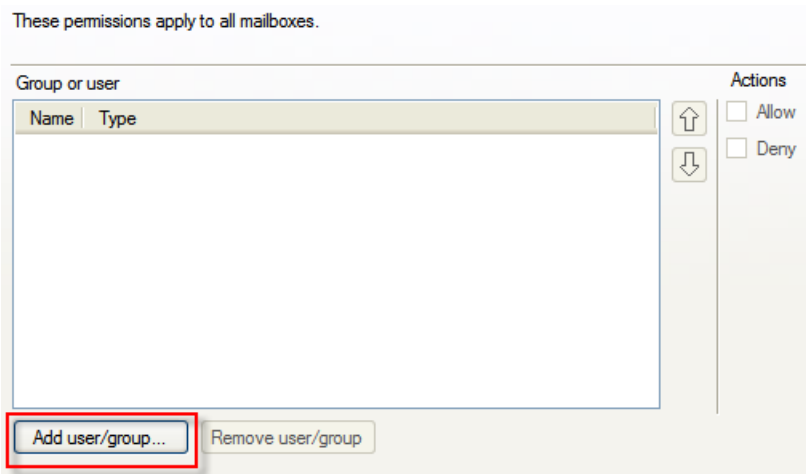 These permissions apply to all mailboxes.
Group or user
Actions
Name Type
Allow
Deny
Add user/group...
Remove user/group